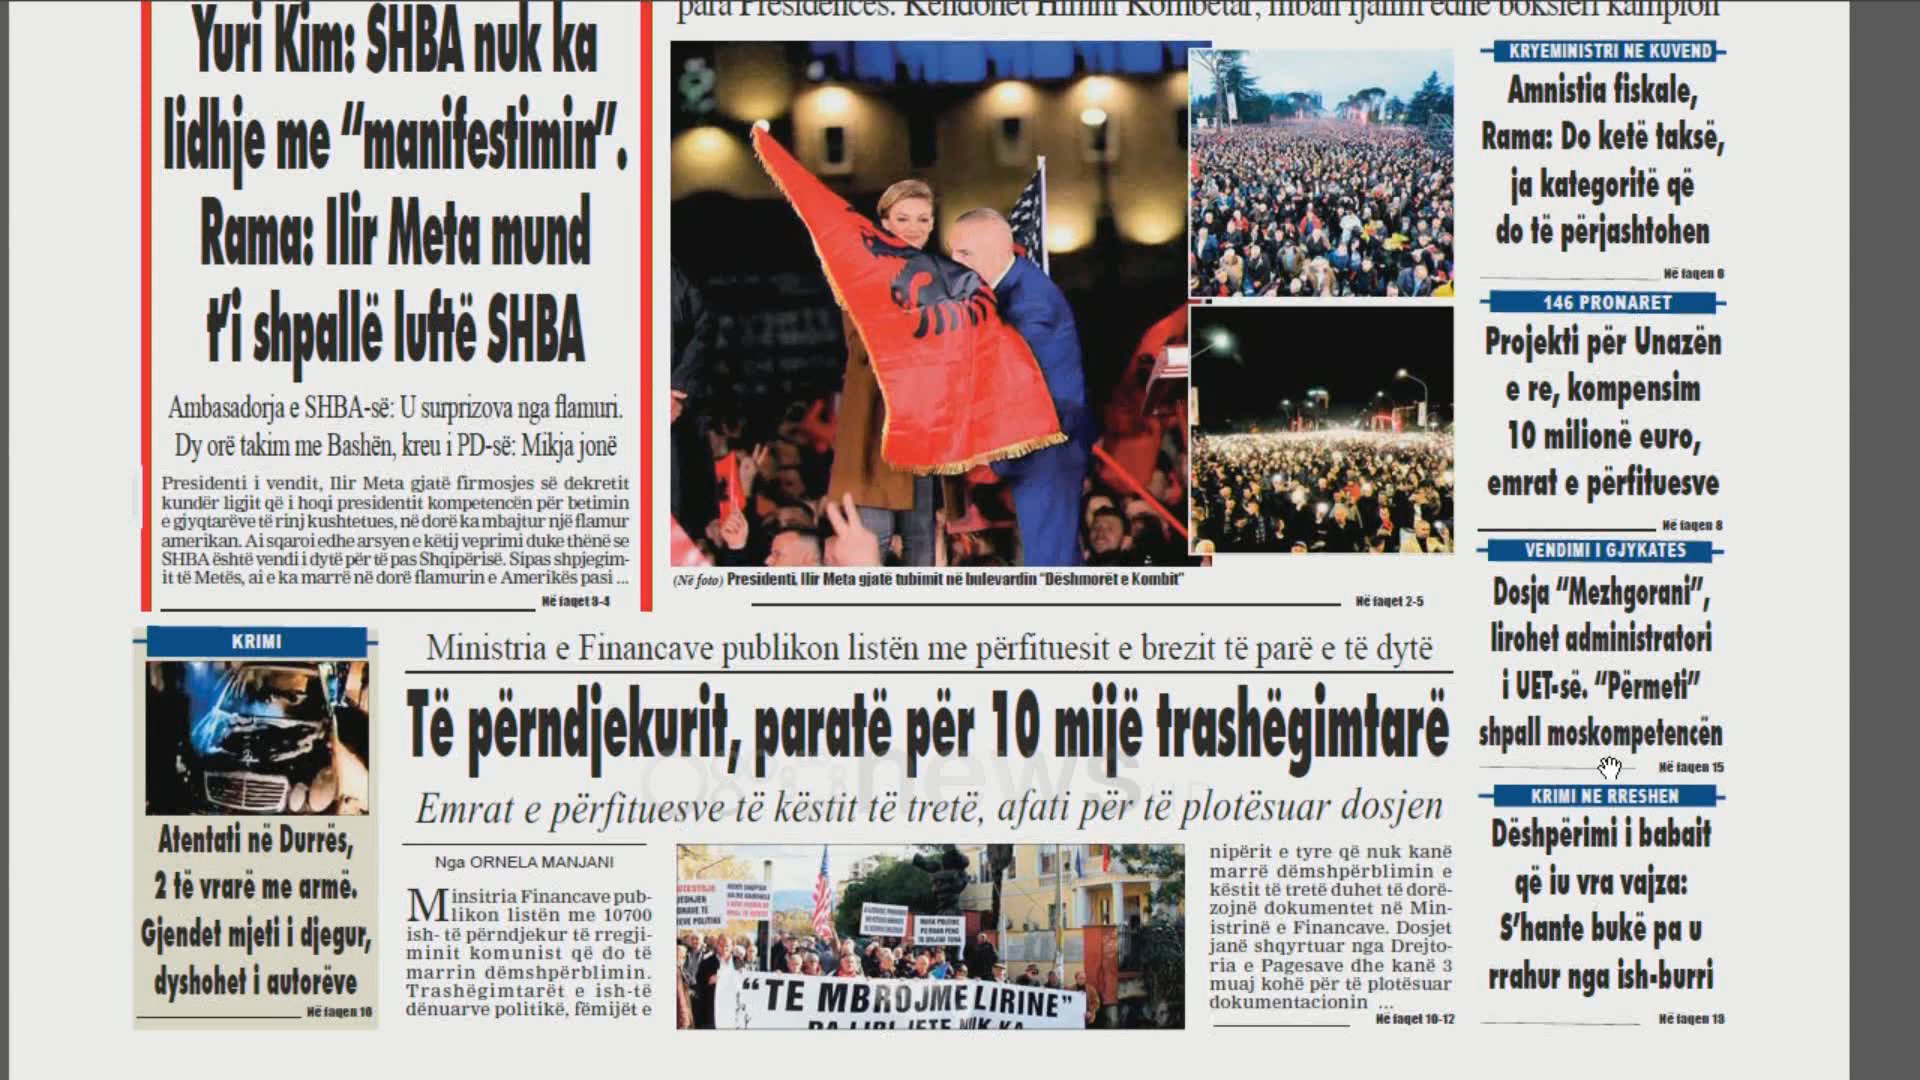 para Presidencës. Këndohet Himni Kombëtar, mban fjalim edhe boksieri kampion
Yuri Kim: SHBA nuk ka
lidhje me “manifestimin”.
Rama: Ilir Meta mund
t’i shpallë luftë SHBA
Ambasadorja e SHBA-së: U surprizova nga flamuri.
Dy orë takim me Bashën, kreu i PD-së: Mikja jonë
Presidenti i vendit, Ilir Meta gjatë firmosjes së dekretit
kundër ligjit që i hoqi presidentit kompetencën për betimin
e gjyqtarëve të rinj kushtetues, në dorë ka mbajtur një flamur
amerikan. Ai sqaroi edhe arsyen e këtij veprimi duke thënë se
SHBA është vendi i dytë për të pas Shqipërisë. Sipas shpjegim-
it të Metës, ai e ka marrë në dorë flamurin e Amerikës pasi ...
Në faqet 3-4
(Në foto) Presidenti, Ilir Meta gjatë tubimit në bulevardin “Dëshmorët e Kombit”
Në faqet 2-5
KRYEMINISTRI NE KUVEND
Amnistia fiskale,
Rama: Do ketë taksë,
ja kategoritë që
do të përjashtohen
Në faqen 6
146 PRONARET
Projekti për Unazën
e re, kompensim
10 milionë euro,
emrat e përfituesve
Në faqen 8
VENDIMI I GJYKATES
Dosja “Mezhgorani”,
lirohet administratori
i UET-së. “Përmeti”
shpall moskompetencën
Në faqen 15
KRIMI NE RRESHEN
Dëshpërimi i babait
që iu vra vajza:
S’hante bukë pa u
rrahur nga ish-burri
Në faqen 13
KRIMI
Atentati në Durrës,
2 të vrarë me armë.
Gjendet mjeti i djegur,
dyshohet i autorëve
Në faqen 16
Ministria e Financave publikon listën me përfituesit e brezit të parë e të dytë
Të përndjekurit, paratë për 10 mijë trashëgimtarë
news
Emrat e përfituesve të këstit të tretë, afati për të plotësuar dosjen
Nga ORNELA MANJANI
Minsitria Financave pub-
likon listën me 10700
ish- të përndjekur të rregji-
minit komunist që do të
marrin dëmshpërblimin.
Trashëgimtarët e ish-të
dënuarve politikë, fëmijët e
“TE MBROJME LIRINE”
nipërit e tyre që nuk kanë
marrë dëmshpërblimin e
këstit të tretë duhet të dorë-
zojnë dokumentet në Min-
istrinë e Financave. Dosjet
janë shqyrtuar nga Drejto-
ria e Pagesave dhe kanë 3
muaj kohë për të plotësuar
dokumentacionin ...
Në faqet 10-12